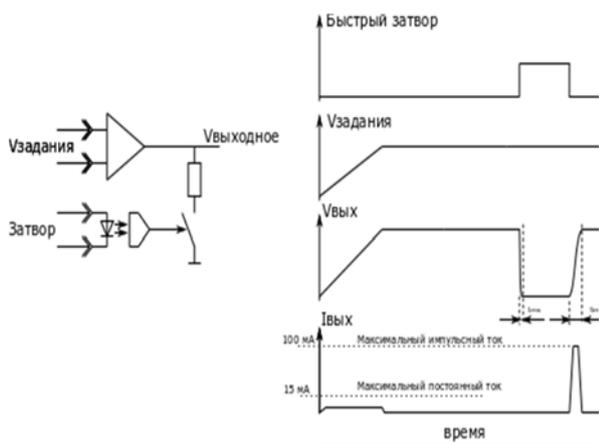 Быстрый затвор
Vзадания
Vзадания
Vвыходное
Затвор
Vвых
Iвых
100 мА
Максимальный импульсный ток
15 мА
Максимальный постоянный ток
время